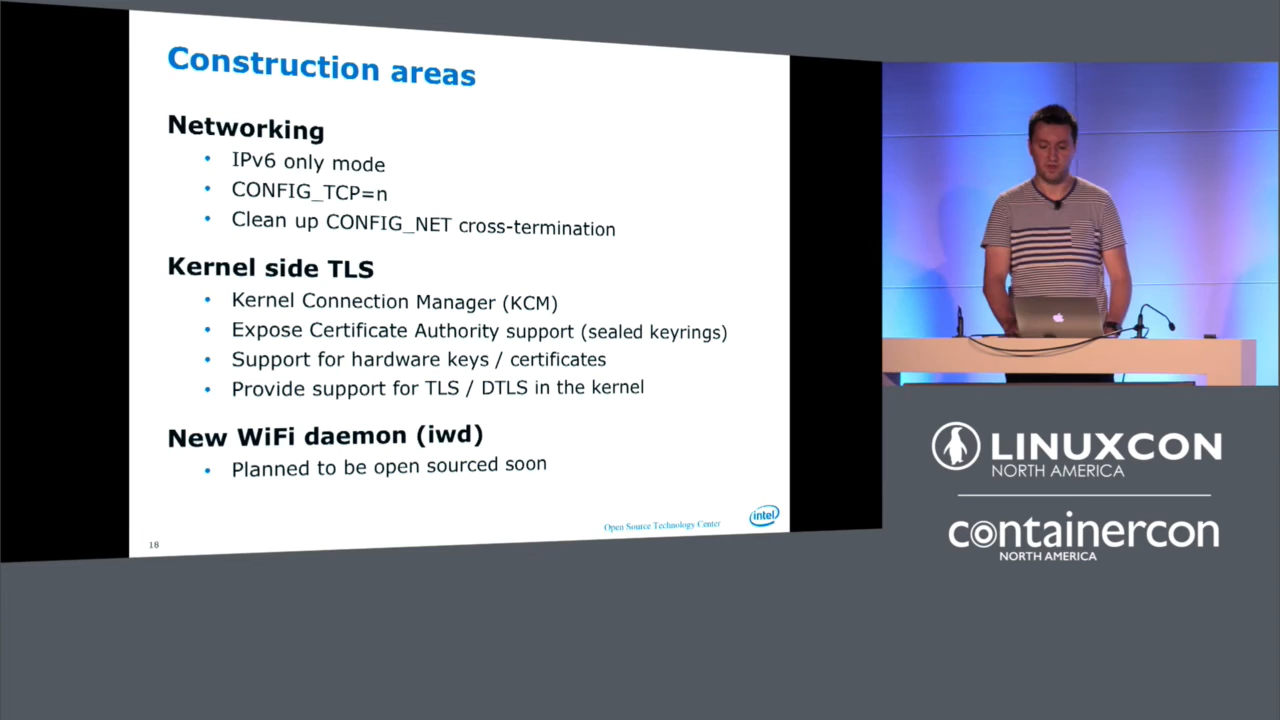 Construction areas
Networking
• IPv6 only mode
• CONFIG_TCP=n
• Clean up CONFIG_NET cross-termination
Kernel side TLS
• Kernel Connection Manager (KCM)
• Expose Certificate Authority support (sealed keyrings)
• Support for hardware keys / certificates
• Provide support for TLS / DTLS in the kernel
New WiFi daemon (iwd)
• Planned to be open sourced soon
Open Source Technology Center
intel
18
LINUXCON
NORTH AMERICA
containercon
NORTH AMERICA